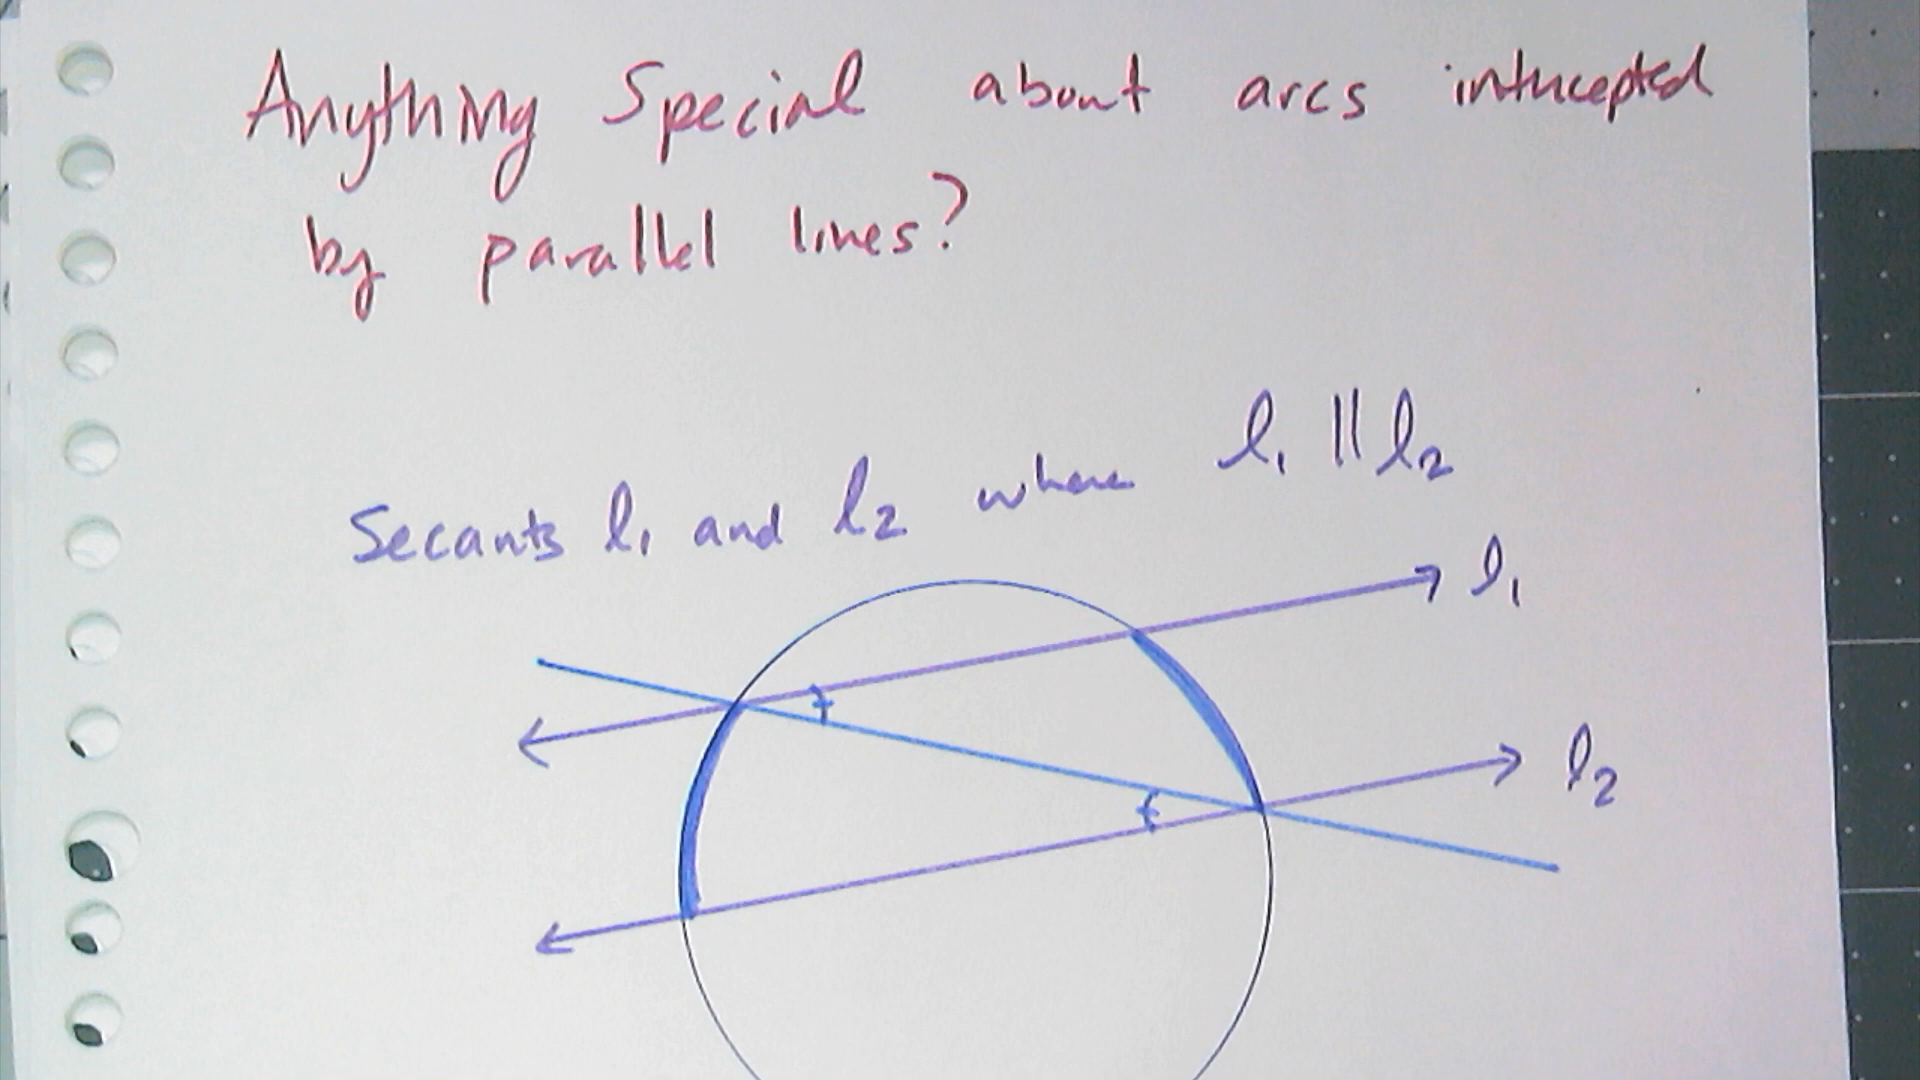 Anything Special about arcs intercepted
by parallel lines?
Secants l₁ and l₂ where l₁ || l₂
l₁
l₂